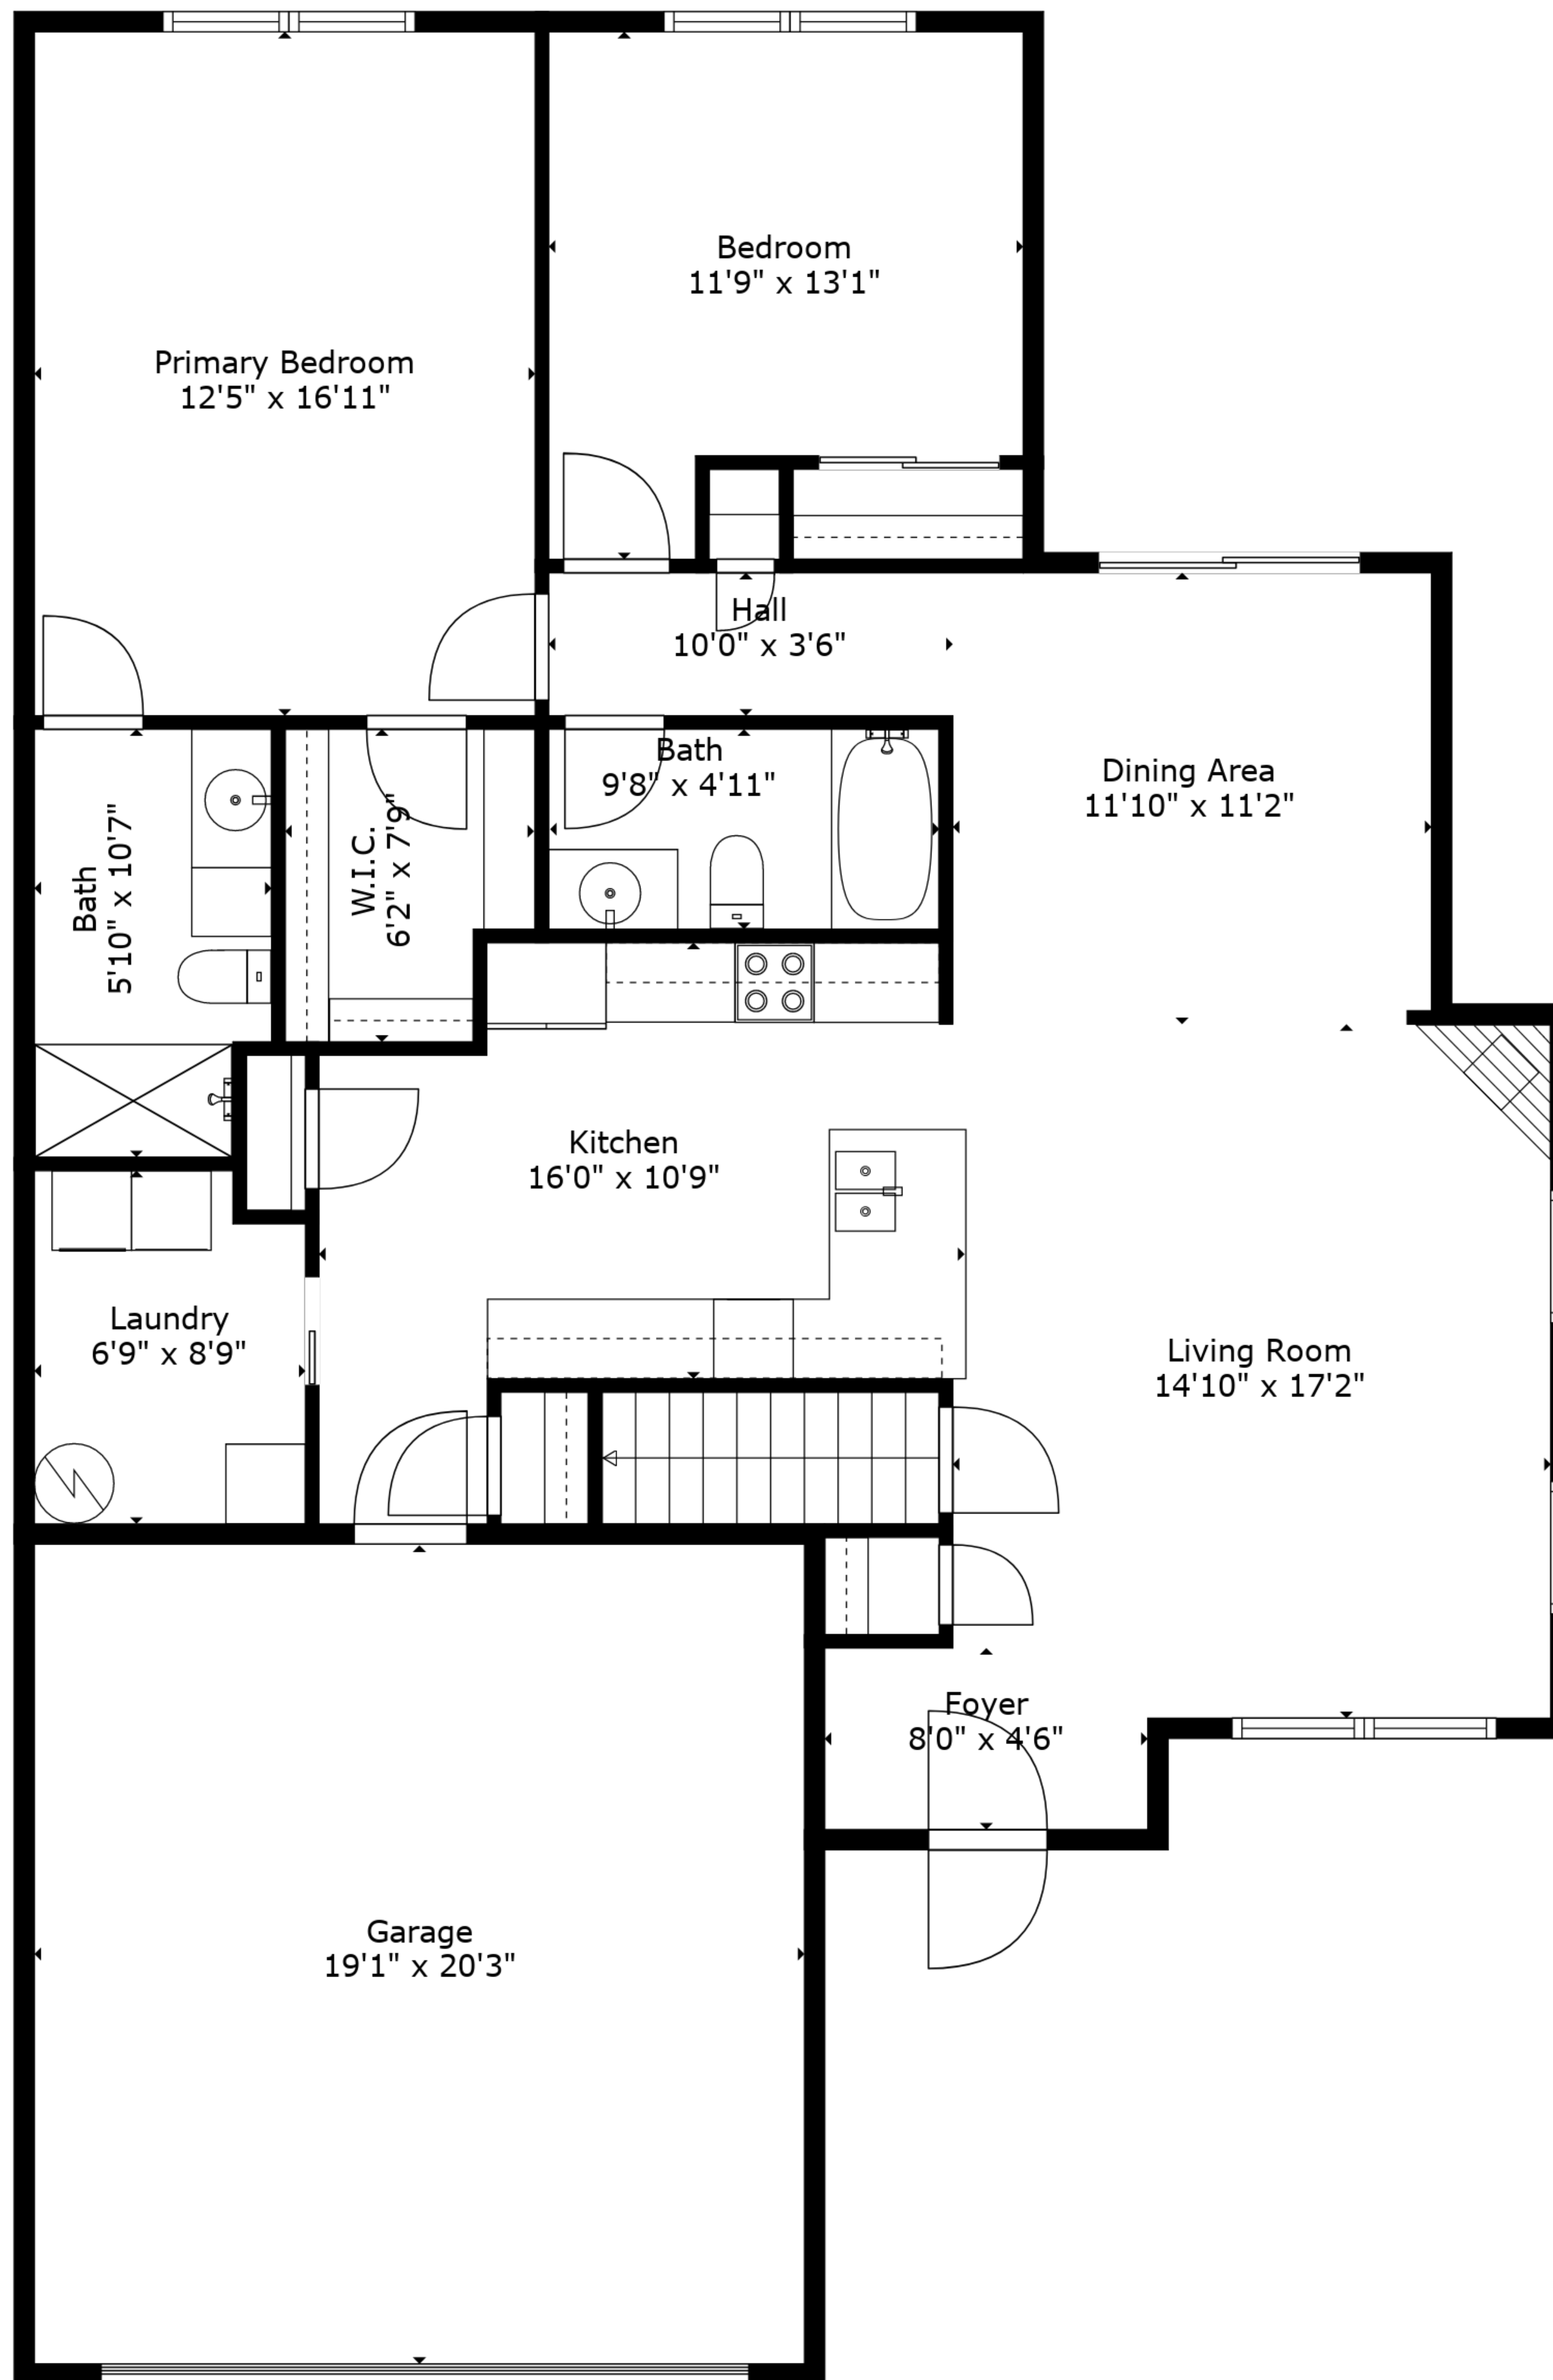 Bedroom
11'9" x 13'1"
Primary Bedroom
12'5" x 16'11"
Hall
10'0" x 3'6"
Bath
9'8" x 4'11"
Dining Area
11'10" x 11'2"
Bath
5'10" x 10'7"
W.I.C.
6'2" x 7'9"
Kitchen
16'0" x 10'9"
Laundry
6'9" x 8'9"
Living Room
14'10" x 17'2"
Foyer
8'0" x 4'6"
Garage
19'1" x 20'3"